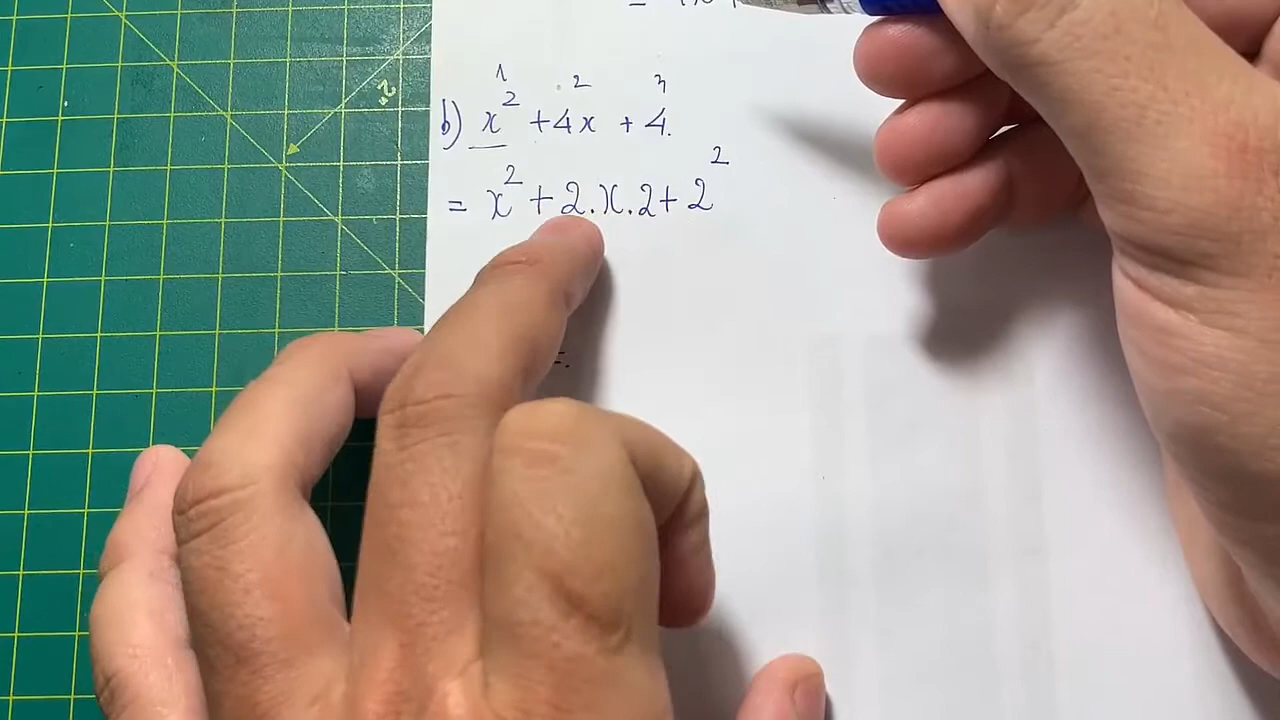 1 2 3
b) x² + 4x + 4.
= x² + 2.x.2 + 2²